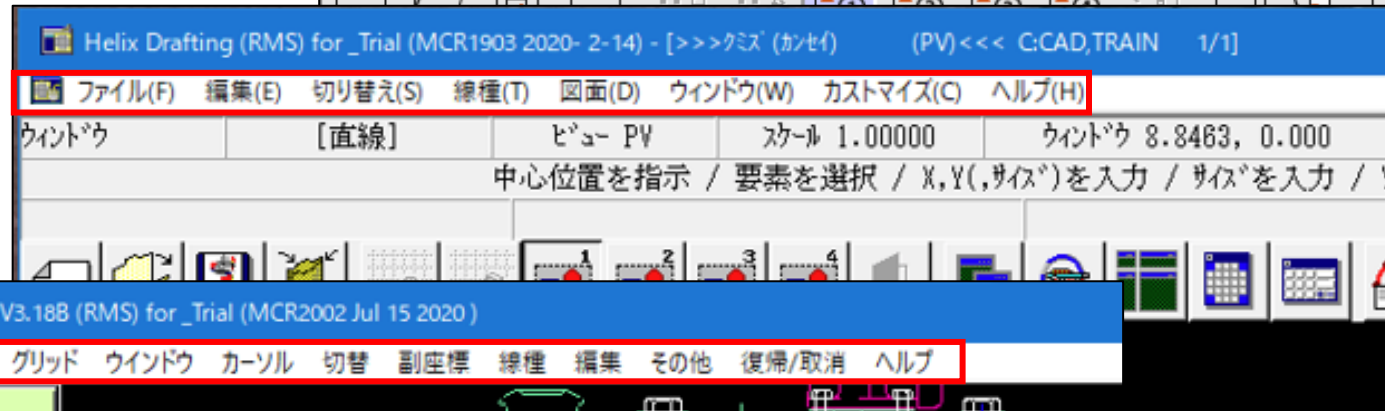 Helix Drafting (RMS) for _Trial (MCR1903 2020- 2-14) - [>>>ｸﾐｽﾞ (ｶﾝｾｲ) (PV)<<< C:CAD,TRAIN 1/1]
ファイル(F) 編集(E) 切り替え(S) 線種(T) 図面(D) ウィンドウ(W) カストマイズ(C) ヘルプ(H)
ｳｨﾝﾄﾞｳ [直線] ﾋﾞｭｰ PV ｽｹｰﾙ 1.00000 ｳｨﾝﾄﾞｳ 8.8463, 0.000
中心位置を指示 / 要素を選択 / X,Y(,ｻｲｽﾞ)を入力 / ｻｲｽﾞを入力 /
1 2 3 4
V3.18B (RMS) for _Trial (MCR2002 Jul 15 2020 )
グリッド ウインドウ カーソル 切替 副座標 線種 編集 その他 復帰/取消 ヘルプ